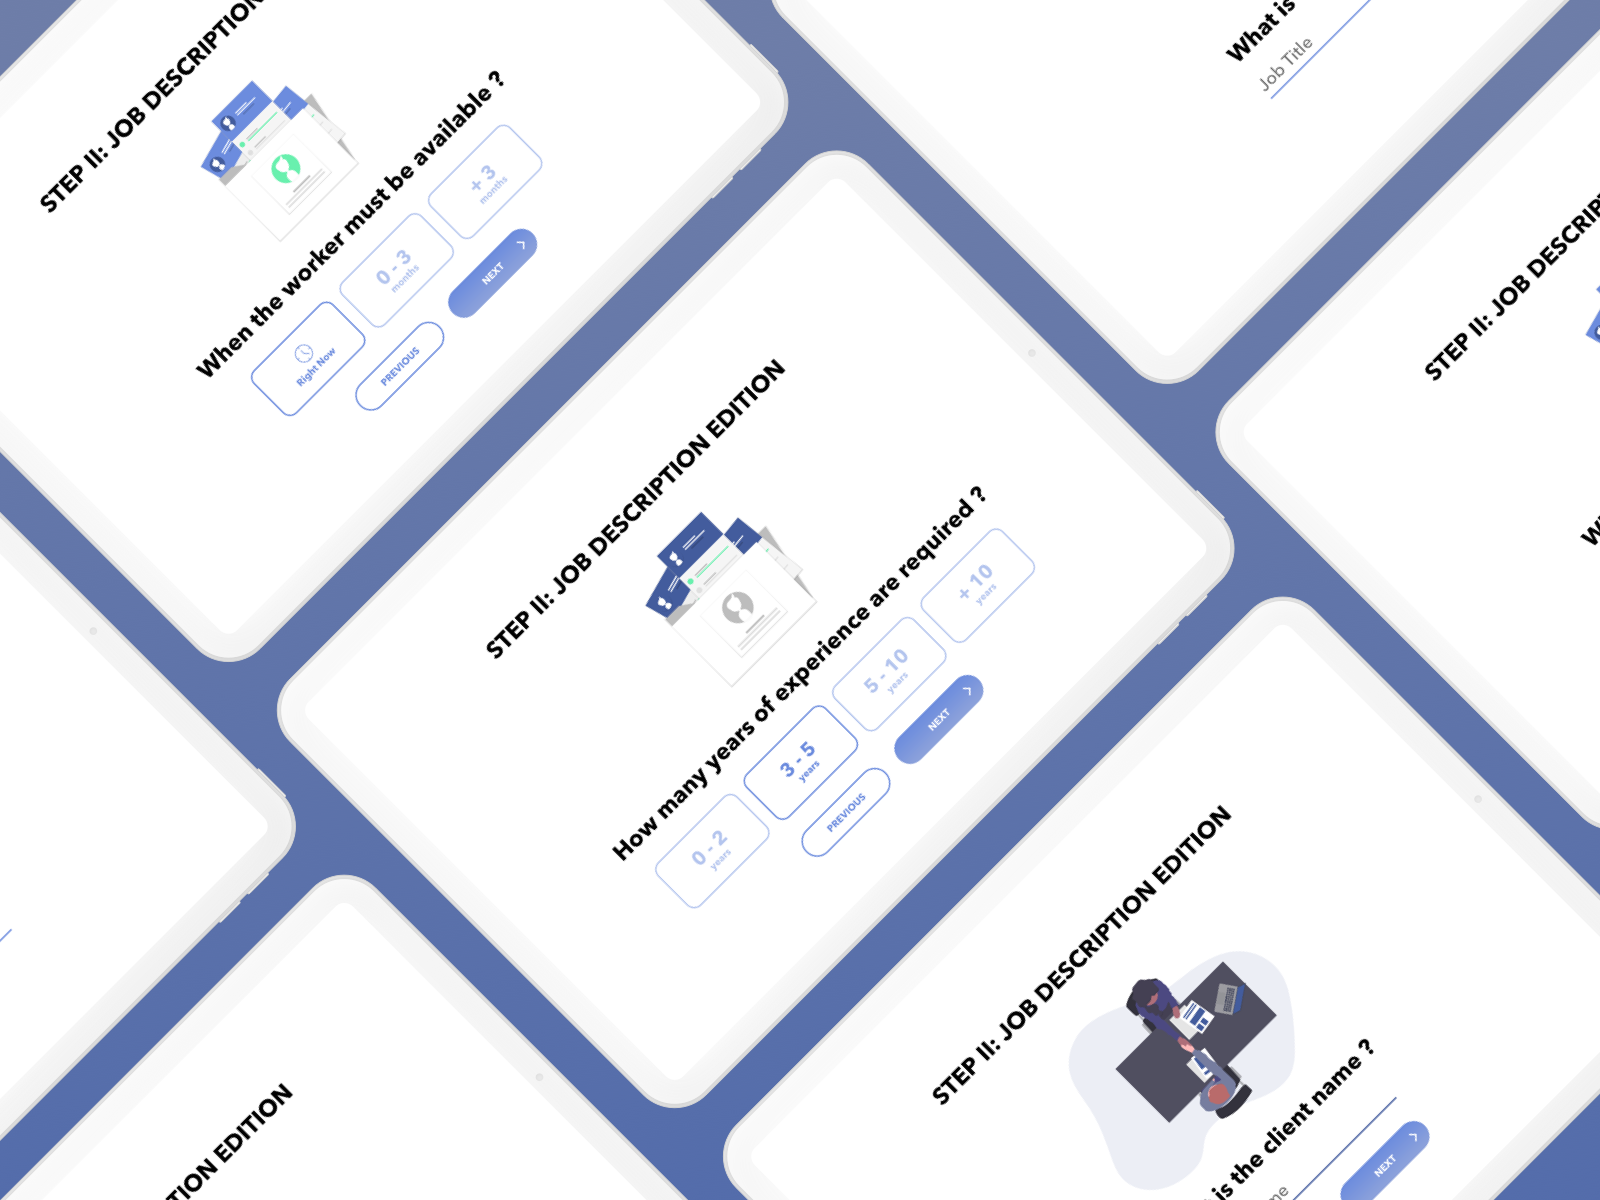 STEP II: JOB DESCRIPTION
When the worker must be available ?
Right Now
0 - 3
months
+ 3
months
PREVIOUS
NEXT
What is
Job Title
STEP II: JOB DESCRIPTION EDITION
How many years of experience are required ?
0 - 2
years
3 - 5
years
5 - 10
years
+ 10
years
PREVIOUS
NEXT
STEP II: JOB
STEP II: JOB DESCRIPTION EDITION
is the client name ?
NEXT
EDITION